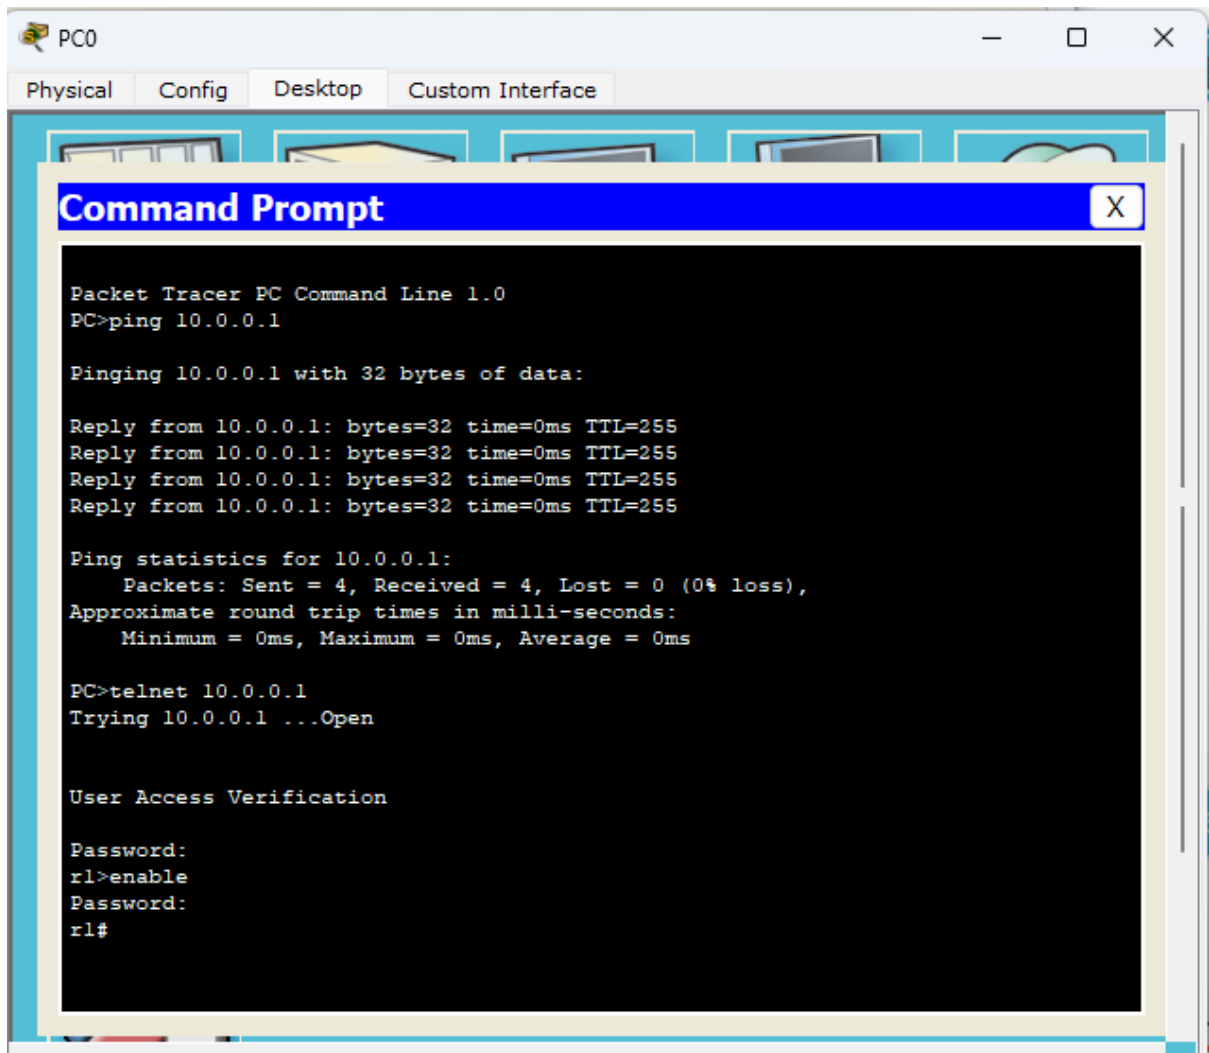 PC0
Physical Config Desktop Custom Interface
Command Prompt X
Packet Tracer PC Command Line 1.0
PC>ping 10.0.0.1
Pinging 10.0.0.1 with 32 bytes of data:
Reply from 10.0.0.1: bytes=32 time=0ms TTL=255
Reply from 10.0.0.1: bytes=32 time=0ms TTL=255
Reply from 10.0.0.1: bytes=32 time=0ms TTL=255
Reply from 10.0.0.1: bytes=32 time=0ms TTL=255
Ping statistics for 10.0.0.1:
    Packets: Sent = 4, Received = 4, Lost = 0 (0% loss),
Approximate round trip times in milli-seconds:
    Minimum = 0ms, Maximum = 0ms, Average = 0ms
PC>telnet 10.0.0.1
Trying 10.0.0.1 ...Open
User Access Verification
Password:
r1>enable
Password:
r1#